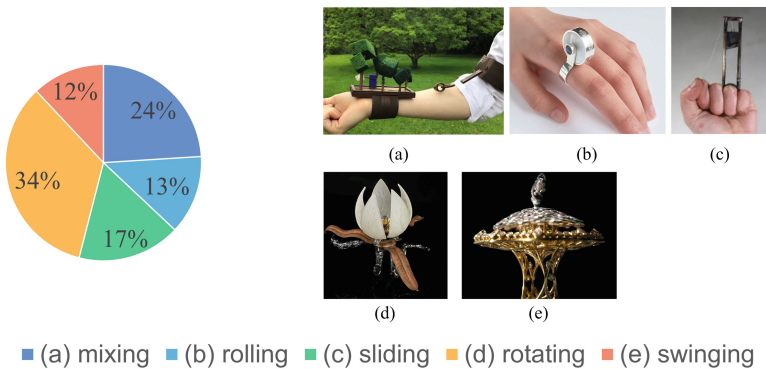 24%
13%
17%
34%
12%
(a)
(b)
(c)
(d)
(e)
(a) mixing (b) rolling (c) sliding (d) rotating (e) swinging